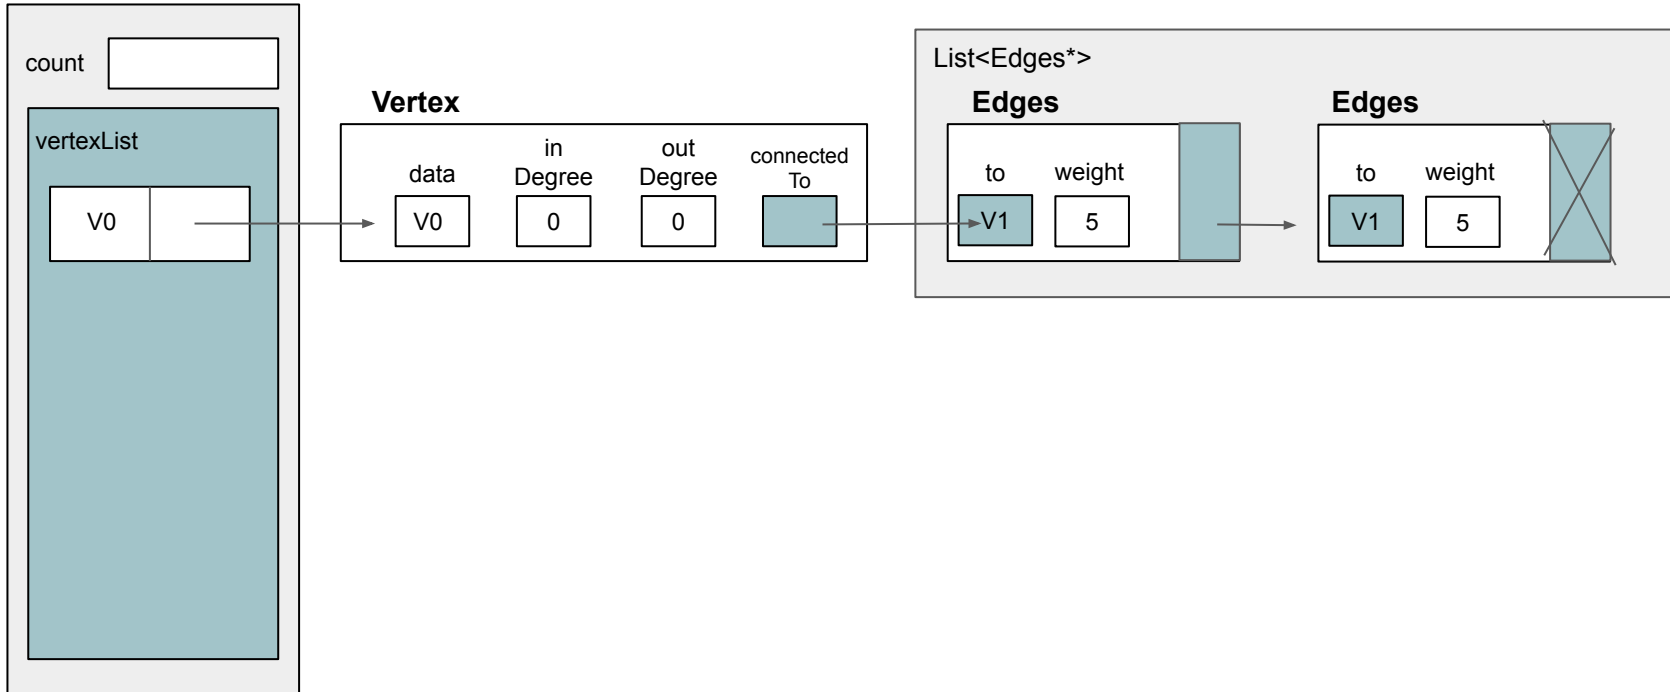 count
vertexList
V0
Vertex
data
in
Degree
out
Degree
connected
To
V0
0
0
List<Edges*>
Edges
to
weight
V1
5
Edges
to
weight
V1
5